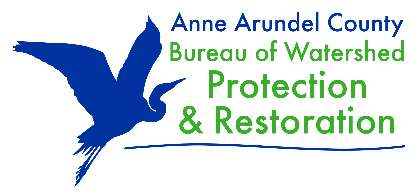 Anne Arundel County
Bureau of Watershed
Protection
& Restoration